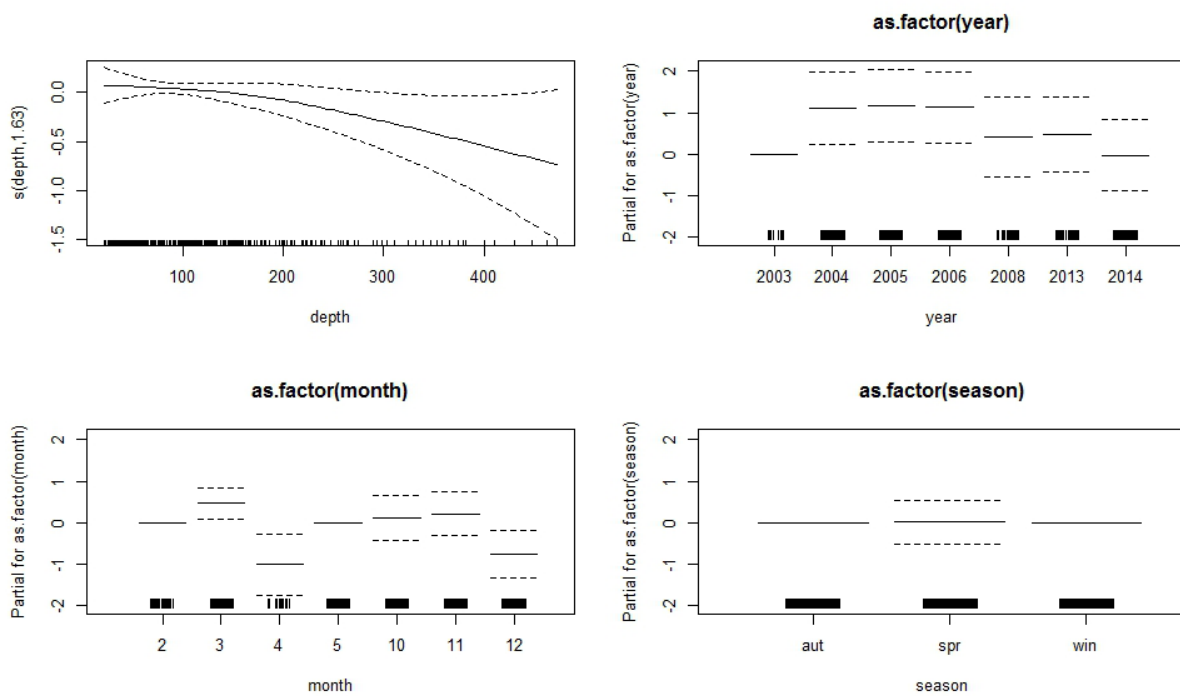 s(depth,1.63)
0.0
-0.5
-1.0
-1.5
100 200 300 400
depth
as.factor(year)
Partial for as.factor(year)
2
1
0
-1
-2
2003 2004 2005 2006 2008 2013 2014
year
as.factor(month)
Partial for as.factor(month)
2
1
0
-1
-2
2 3 4 5 10 11 12
month
as.factor(season)
Partial for as.factor(season)
2
1
0
-1
-2
aut spr win
season